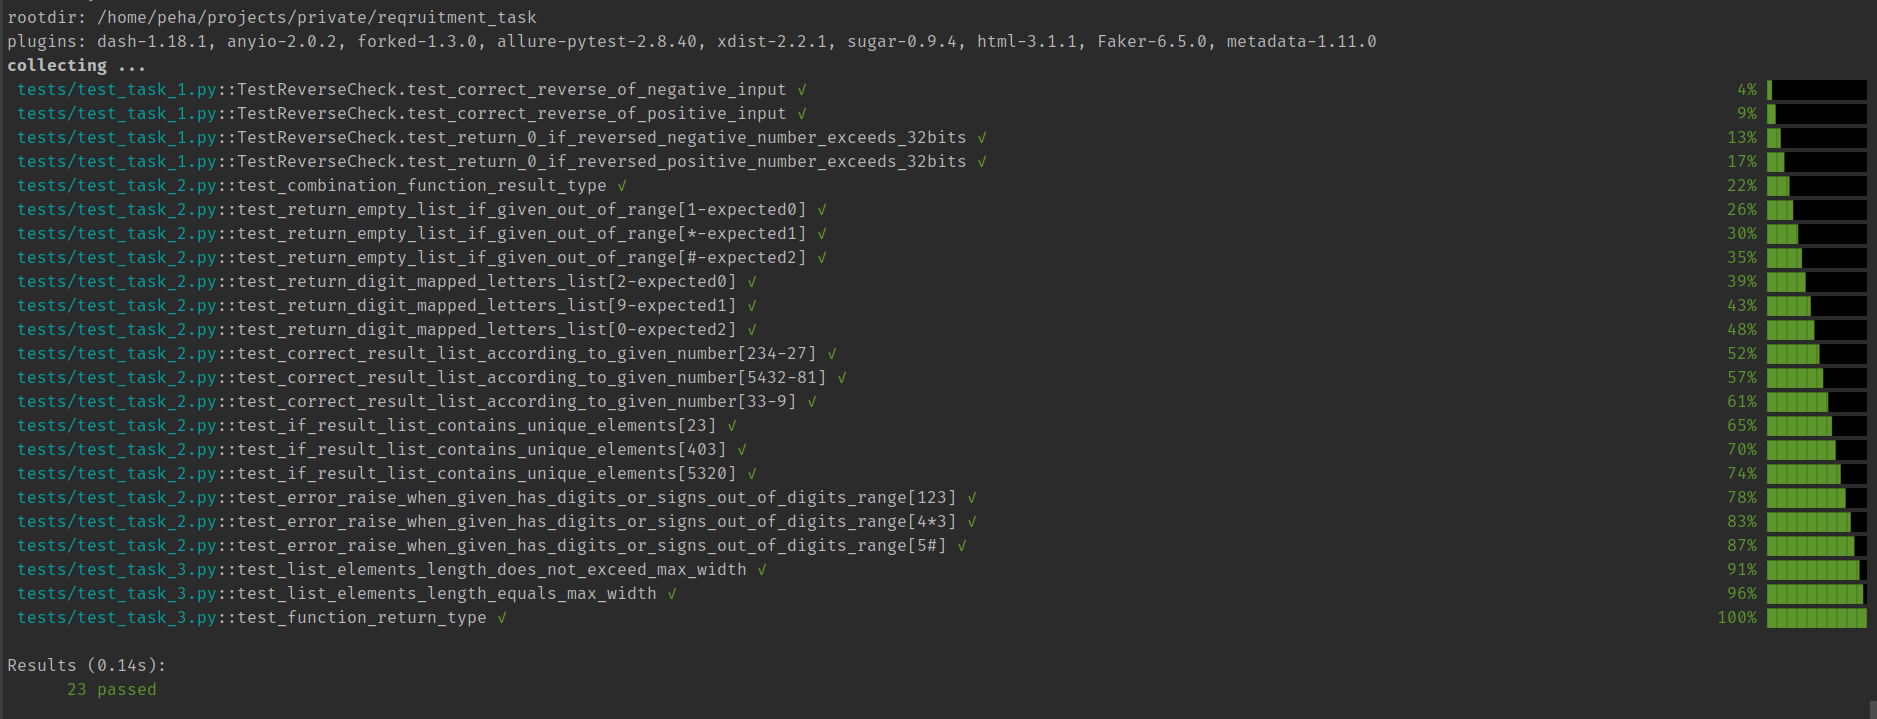 rootdir: /home/peha/projects/private/reqruitment_task
plugins: dash-1.18.1, anyio-2.0.2, forked-1.3.0, allure-pytest-2.8.40, xdist-2.2.1, sugar-0.9.4, html-3.1.1, Faker-6.5.0, metadata-1.11.0
collecting ...
tests/test_task_1.py::TestReverseCheck.test_correct_reverse_of_negative_input ✓ 4%
tests/test_task_1.py::TestReverseCheck.test_correct_reverse_of_positive_input ✓ 9%
tests/test_task_1.py::TestReverseCheck.test_return_0_if_reversed_negative_number_exceeds_32bits ✓ 13%
tests/test_task_1.py::TestReverseCheck.test_return_0_if_reversed_positive_number_exceeds_32bits ✓ 17%
tests/test_task_2.py::test_combination_function_result_type ✓ 22%
tests/test_task_2.py::test_return_empty_list_if_given_out_of_range[1-expected0] ✓ 26%
tests/test_task_2.py::test_return_empty_list_if_given_out_of_range[*-expected1] ✓ 30%
tests/test_task_2.py::test_return_empty_list_if_given_out_of_range[#-expected2] ✓ 35%
tests/test_task_2.py::test_return_digit_mapped_letters_list[2-expected0] ✓ 39%
tests/test_task_2.py::test_return_digit_mapped_letters_list[9-expected1] ✓ 43%
tests/test_task_2.py::test_return_digit_mapped_letters_list[0-expected2] ✓ 48%
tests/test_task_2.py::test_correct_result_list_according_to_given_number[234-27] ✓ 52%
tests/test_task_2.py::test_correct_result_list_according_to_given_number[5432-81] ✓ 57%
tests/test_task_2.py::test_correct_result_list_according_to_given_number[33-9] ✓ 61%
tests/test_task_2.py::test_if_result_list_contains_unique_elements[23] ✓ 65%
tests/test_task_2.py::test_if_result_list_contains_unique_elements[403] ✓ 70%
tests/test_task_2.py::test_if_result_list_contains_unique_elements[5320] ✓ 74%
tests/test_task_2.py::test_error_raise_when_given_has_digits_or_signs_out_of_digits_range[123] ✓ 78%
tests/test_task_2.py::test_error_raise_when_given_has_digits_or_signs_out_of_digits_range[4*3] ✓ 83%
tests/test_task_2.py::test_error_raise_when_given_has_digits_or_signs_out_of_digits_range[5#] ✓ 87%
tests/test_task_3.py::test_list_elements_length_does_not_exceed_max_width ✓ 91%
tests/test_task_3.py::test_list_elements_length_equals_max_width ✓ 96%
tests/test_task_3.py::test_function_return_type ✓ 100%
Results (0.14s):
23 passed